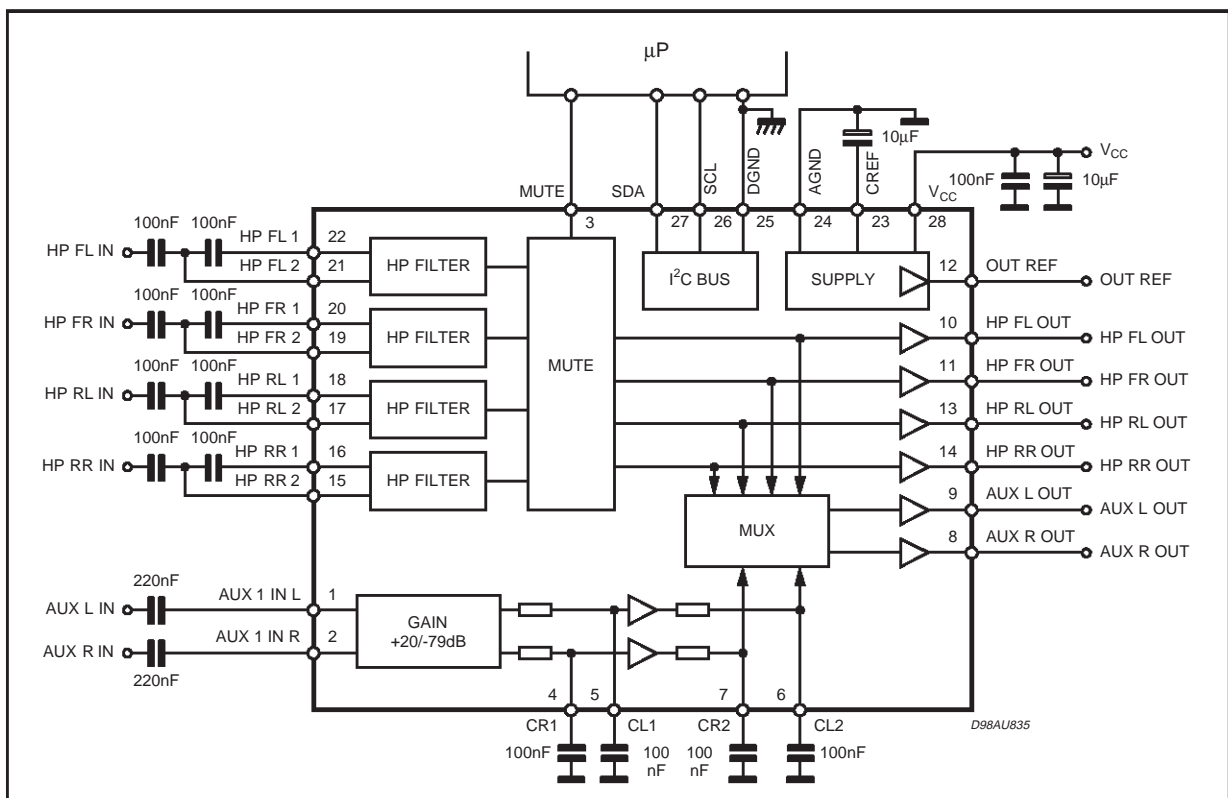 μP
10μF
AGND
CREF
SCL
DGND
100nF
10μF
VCC
MUTE
SDA
VCC
3
27
26
25
24
23
28
100nF 100nF
HP FL IN
HP FL 1
22
HP FL 2
21
HP FILTER
I²C BUS
SUPPLY
12
OUT REF
OUT REF
100nF 100nF
HP FR IN
HP FR 1
20
HP FR 2
19
HP FILTER
MUTE
10
HP FL OUT
HP FL OUT
11
HP FR OUT
HP FR OUT
100nF 100nF
HP RL IN
HP RL 1
18
HP RL 2
17
HP FILTER
13
HP RL OUT
HP RL OUT
100nF 100nF
HP RR IN
HP RR 1
16
HP RR 2
15
HP FILTER
14
HP RR OUT
HP RR OUT
MUX
9
AUX L OUT
AUX L OUT
8
AUX R OUT
AUX R OUT
220nF
AUX L IN
AUX 1 IN L
1
GAIN
+20/-79dB
AUX R IN
AUX 1 IN R
2
220nF
4
5
7
6
CR1
CL1
CR2
CL2
D98AU835
100nF
100
nF
100
nF
100nF